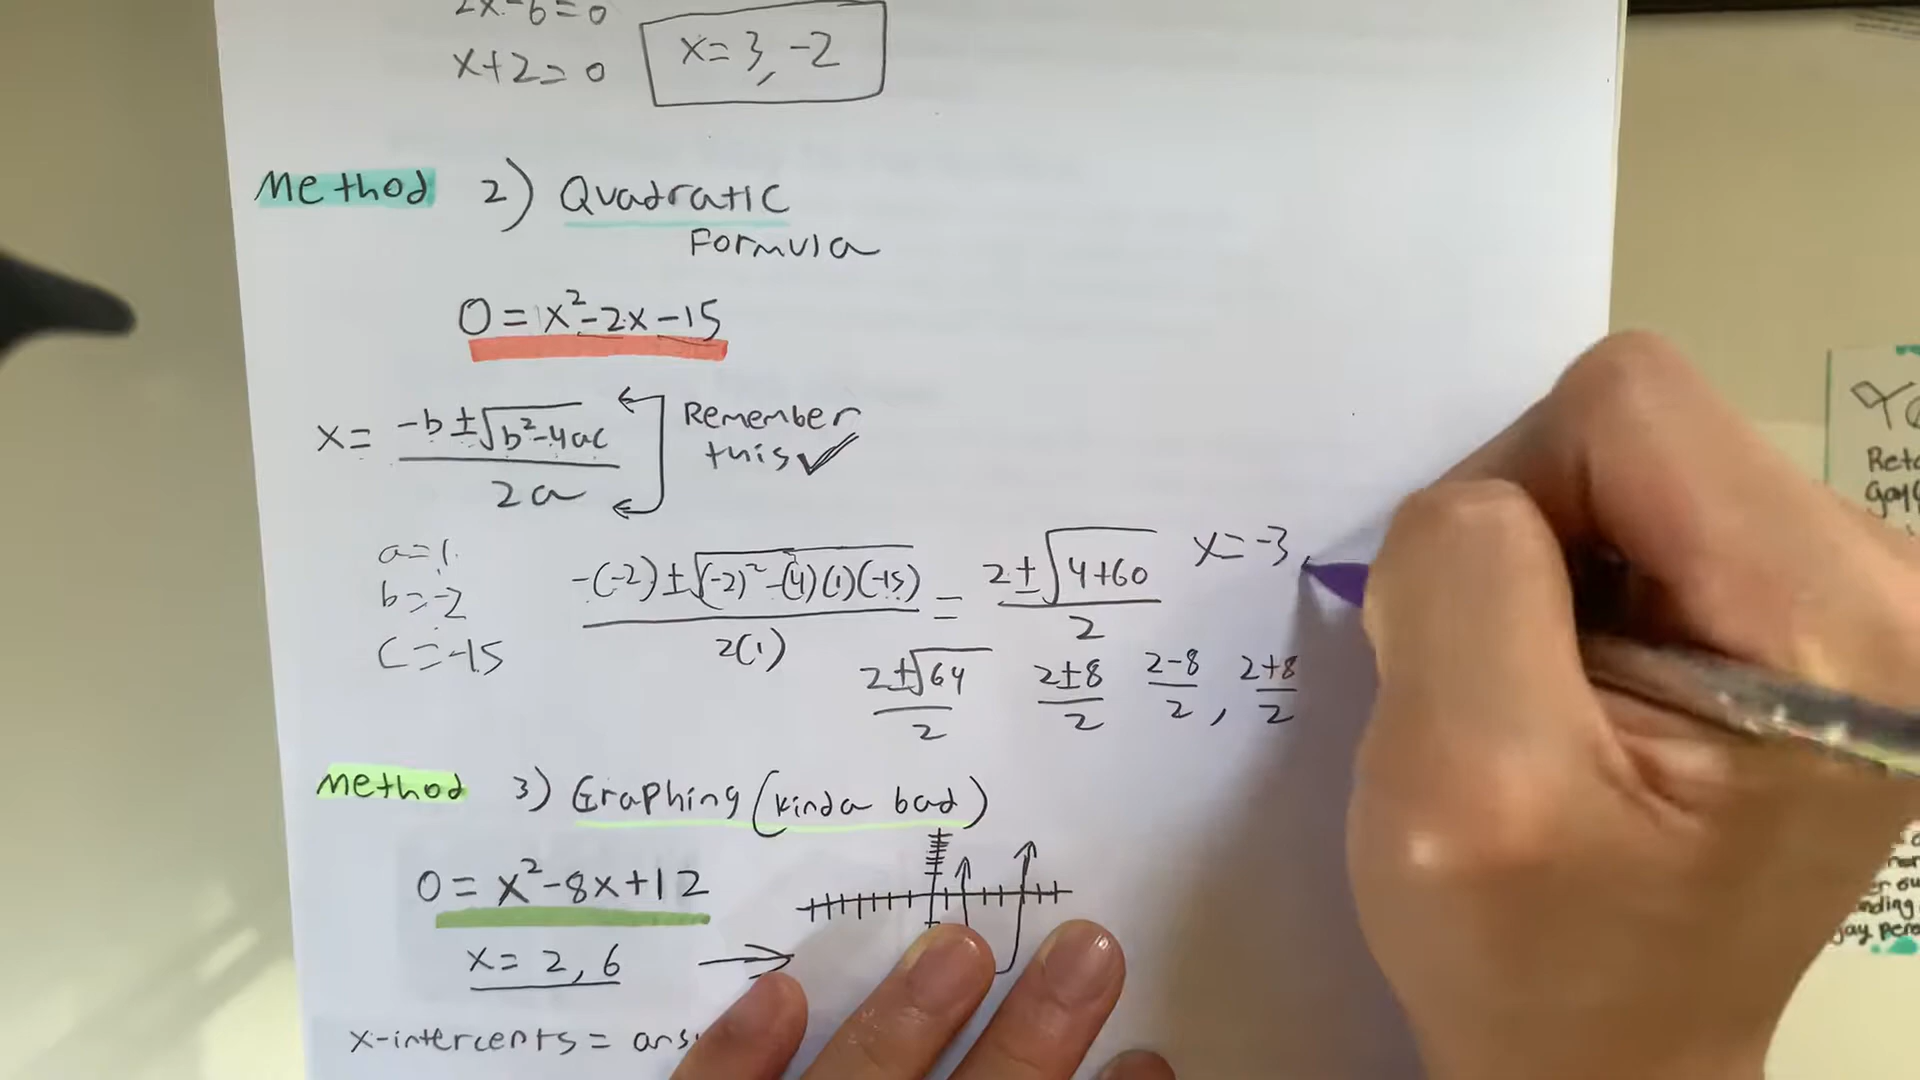 2x-6=0
x+2=0
x=3,-2
Method 2) Quadratic
Formula
0=x²-2x-15
x= -b±√b²-4ac / 2a
Remember
this✓
a=1
b=-2
c=-15
-(-2)±√(-2)²-(4)(1)(-15) / 2(1) = 2±√4+60 / 2
x=-3,
2±√64 / 2 2±8 / 2 2-8 / 2, 2+8 / 2
Method 3) Graphing (kinda bad)
0=x²-8x+12
x=2,6
x-intercepts =